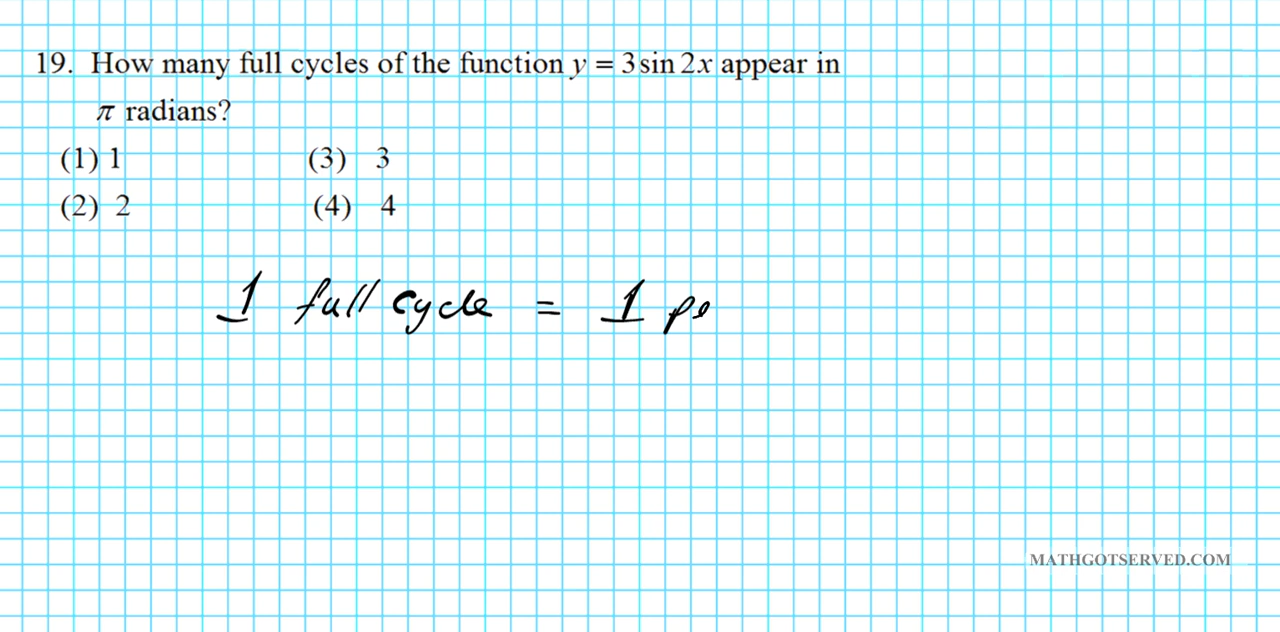 19. How many full cycles of the function y = 3 sin 2x appear in
π radians?
(1) 1 (3) 3
(2) 2 (4) 4
1 full cycle = 1 pe
MATHGOTSERVED.COM